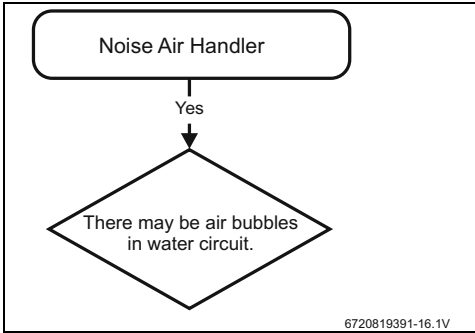 Noise Air Handler
Yes
There may be air bubbles
in water circuit.
6720819391-16.1V